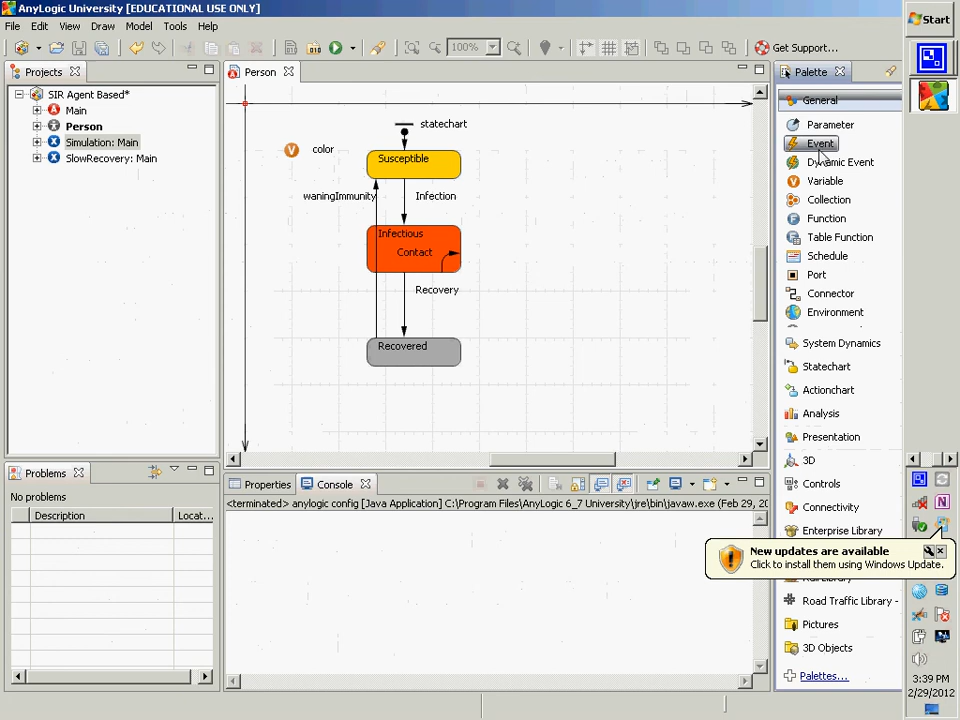 AnyLogic University [EDUCATIONAL USE ONLY]
File Edit View Draw Model Tools Help
100% Get Support...
Start
Projects
SIR Agent Based*
Main
Person
Simulation: Main
SlowRecovery: Main
Person
statechart
color
Susceptible
waningImmunity
Infection
Infectious
Contact
Recovery
Recovered
Palette
General
Parameter
Event
Dynamic Event
Variable
Collection
Function
Table Function
Schedule
Port
Connector
Environment
System Dynamics
Statechart
Actionchart
Analysis
Presentation
3D
Controls
Connectivity
Enterprise Library
Road Traffic Library -
Pictures
3D Objects
Palettes...
Problems
No problems
Description Locat...
Properties Console
<terminated> anylogic config [Java Application] C:\Program Files\AnyLogic 6_7 University\jre\bin\javaw.exe (Feb 29, 20
New updates are available
Click to install them using Windows Update.
3:39 PM
2/29/2012